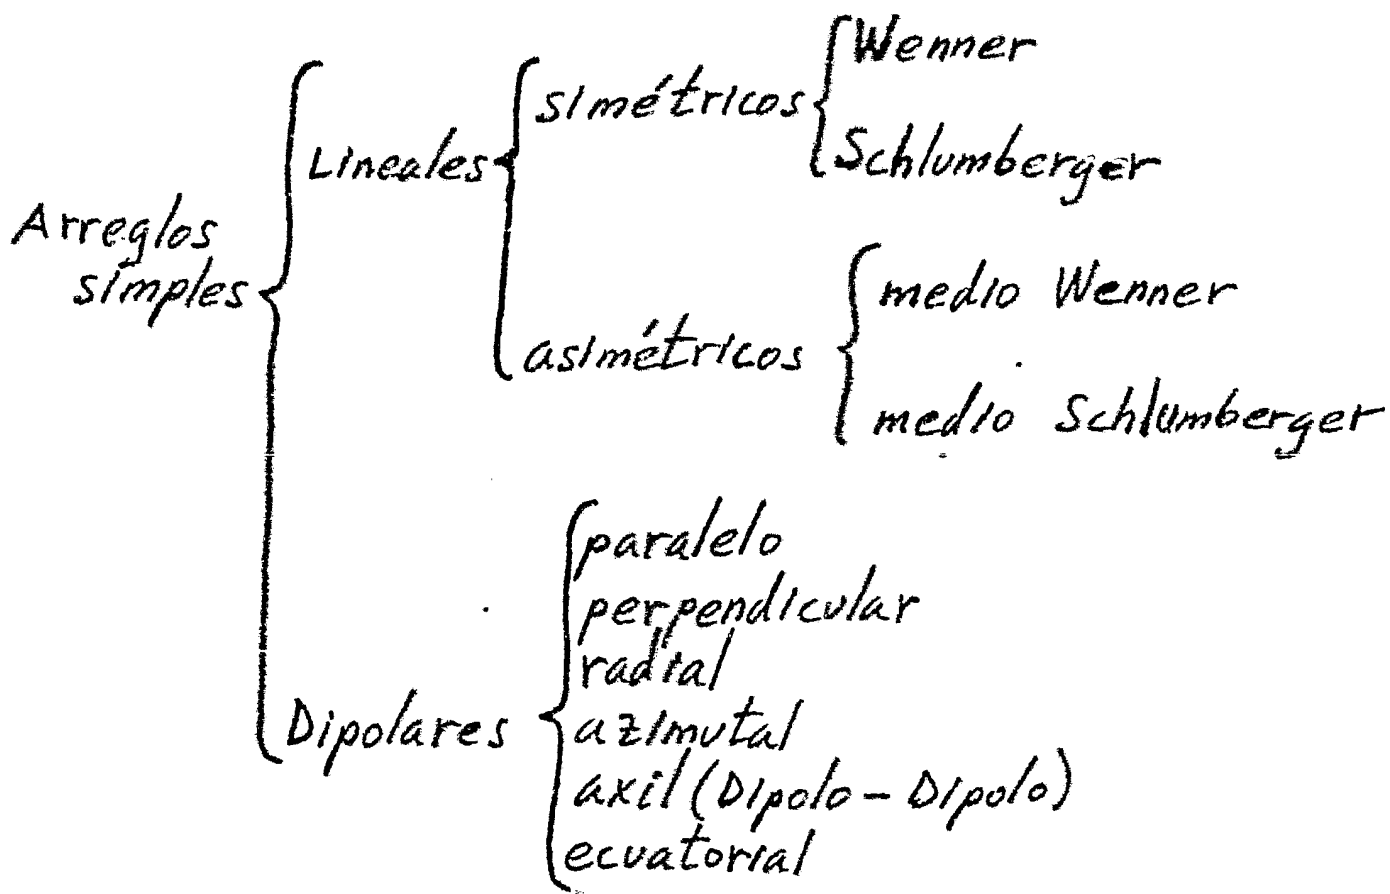 Arreglos
simples
Lineales
simétricos
Wenner
Schlumberger
asimétricos
medio Wenner
medio Schlumberger
Dipolares
paralelo
perpendicular
radial
azimutal
axil (Dipolo - Dipolo)
ecuatorial